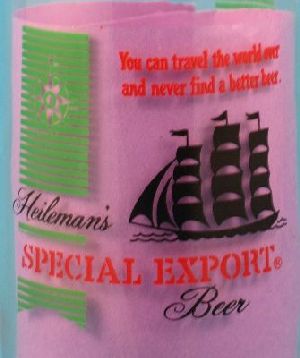 You can travel the world over
and never find a better beer.
Heileman's
SPECIAL EXPORT®
Beer